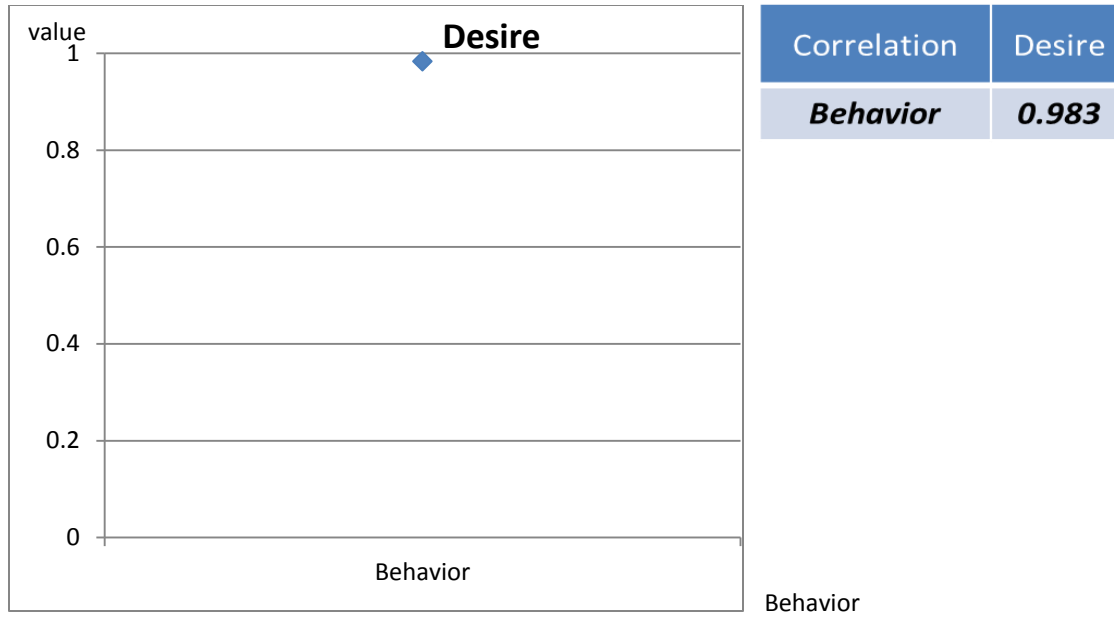 value
Desire
1
0.8
0.6
0.4
0.2
0
Behavior
Correlation Desire
Behavior 0.983
Behavior